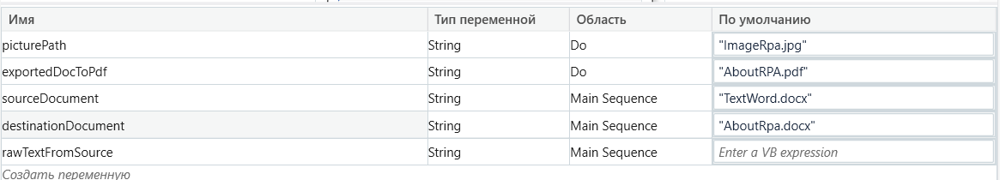 Имя Тип переменной Область По умолчанию
picturePath String Do "ImageRpa.jpg"
exportedDocToPdf String Do "AboutRPA.pdf"
sourceDocument String Main Sequence "TextWord.docx"
destinationDocument String Main Sequence "AboutRpa.docx"
rawTextFromSource String Main Sequence Enter a VB expression
Создать переменную